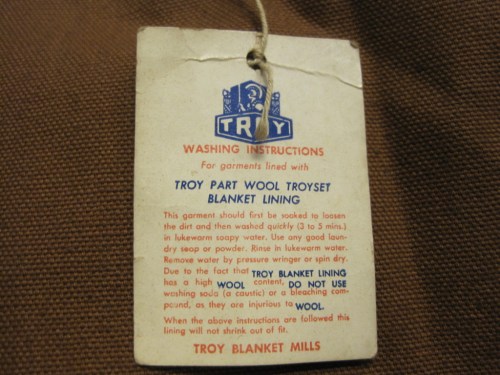 TROY
WASHING INSTRUCTIONS
For garments lined with
TROY PART WOOL TROYSET
BLANKET LINING
This garment should first be soaked to loosen
the dirt and then washed quickly (3 to 5 mins.)
in lukewarm soapy water. Use any good laun-
dry soap or powder. Rinse in lukewarm water.
Remove water by pressure wringer or spin dry.
Due to the fact that TROY BLANKET LINING
has a high WOOL content, DO NOT USE
washing soda (a caustic) or a bleaching com-
pound, as they are injurious to WOOL.
When the above instructions are followed this
lining will not shrink out of fit.
TROY BLANKET MILLS